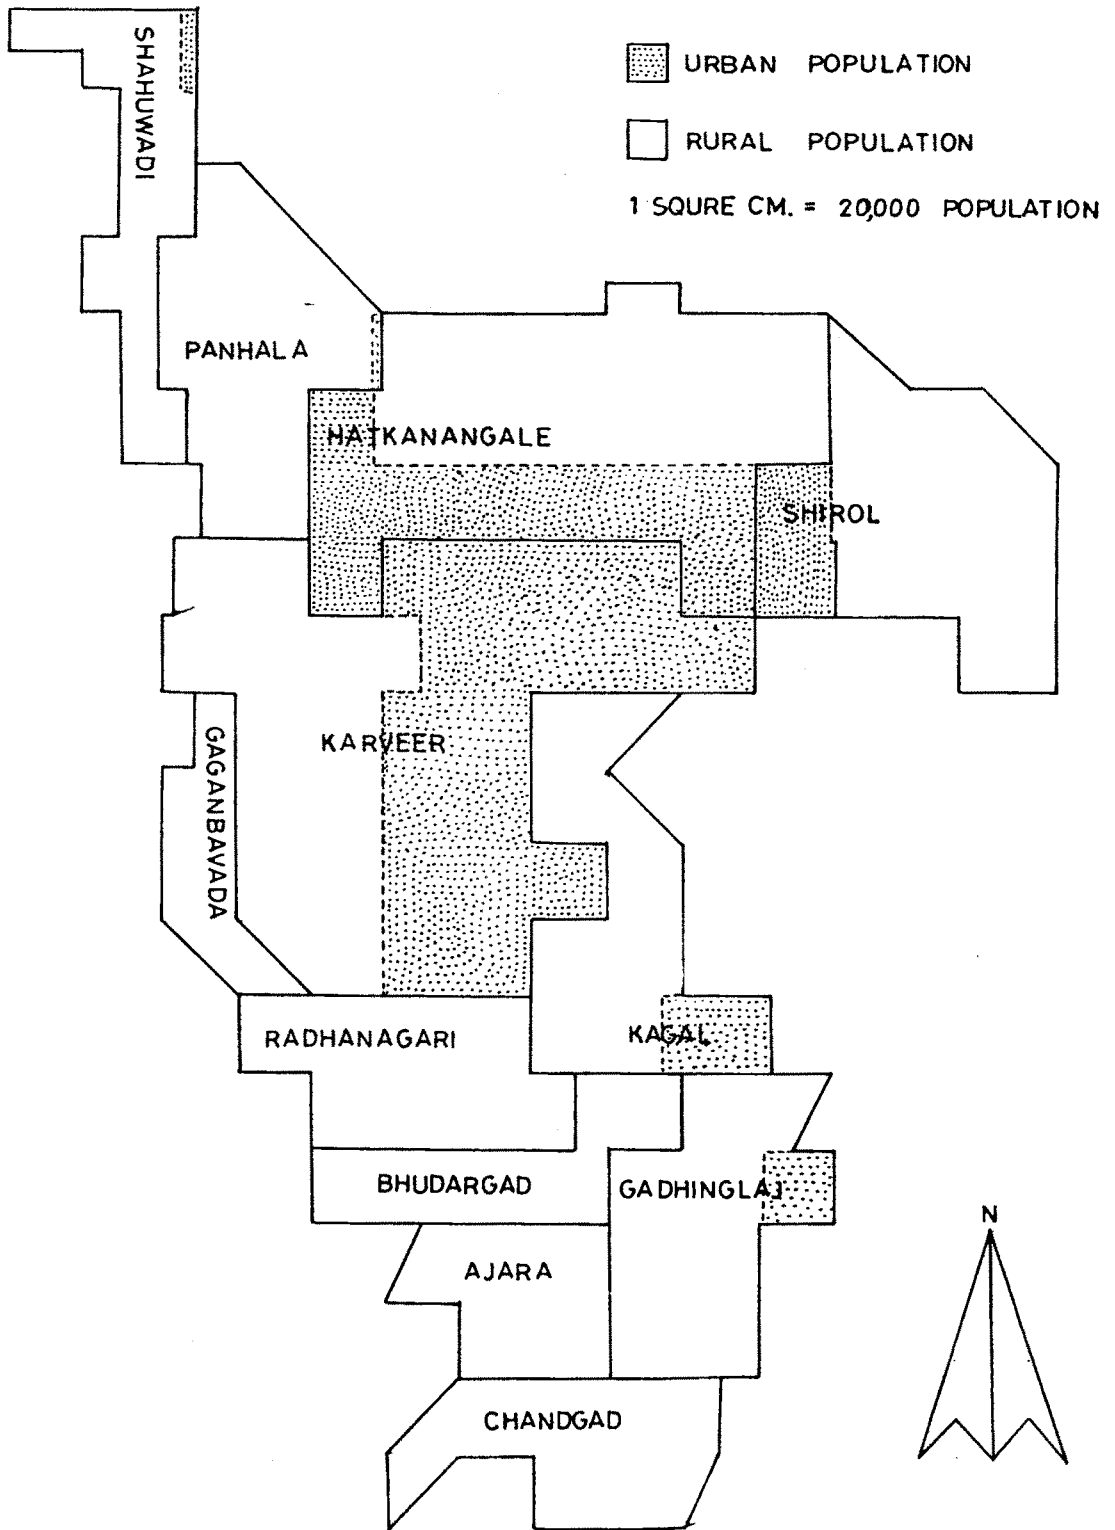 URBAN POPULATION
RURAL POPULATION
1 SQURE CM. = 20,000 POPULATION
SHAHUWADI
PANHALA
HATKANANGALE
SHIROL
KARVEER
GAGANBAVADA
RADHANAGARI
KAGAL
BHUDARGAD
GADHINGLAJ
N
AJARA
CHANDGAD